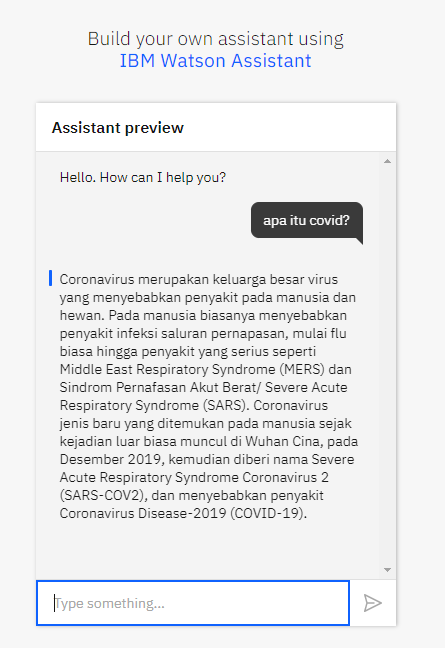 Build your own assistant using
IBM Watson Assistant
Assistant preview
Hello. How can I help you?
apa itu covid?
Coronavirus merupakan keluarga besar virus
yang menyebabkan penyakit pada manusia dan
hewan. Pada manusia biasanya menyebabkan
penyakit infeksi saluran pernapasan, mulai flu
biasa hingga penyakit yang serius seperti
Middle East Respiratory Syndrome (MERS) dan
Sindrom Pernafasan Akut Berat/ Severe Acute
Respiratory Syndrome (SARS). Coronavirus
jenis baru yang ditemukan pada manusia sejak
kejadian luar biasa muncul di Wuhan Cina, pada
Desember 2019, kemudian diberi nama Severe
Acute Respiratory Syndrome Coronavirus 2
(SARS-COV2), dan menyebabkan penyakit
Coronavirus Disease-2019 (COVID-19).
Type something...